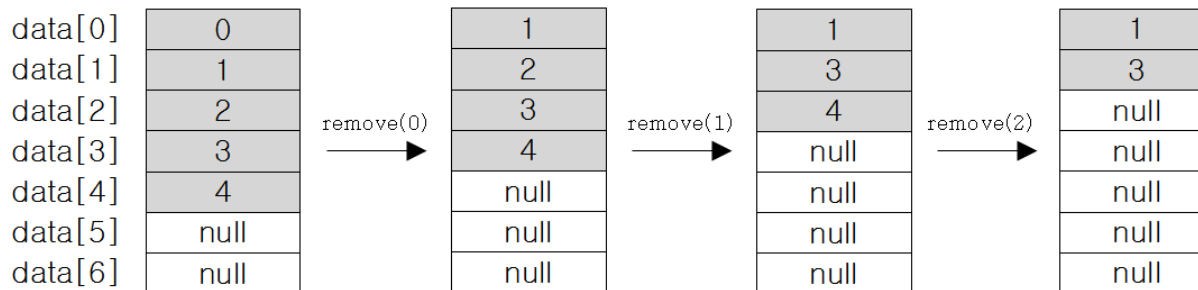 data[0] 0 1 1 1
data[1] 1 2 3 3
data[2] 2 3 4 null
remove(0) remove(1) remove(2)
data[3] 3 4 null null
data[4] 4 null null null
data[5] null null null null
data[6] null null null null